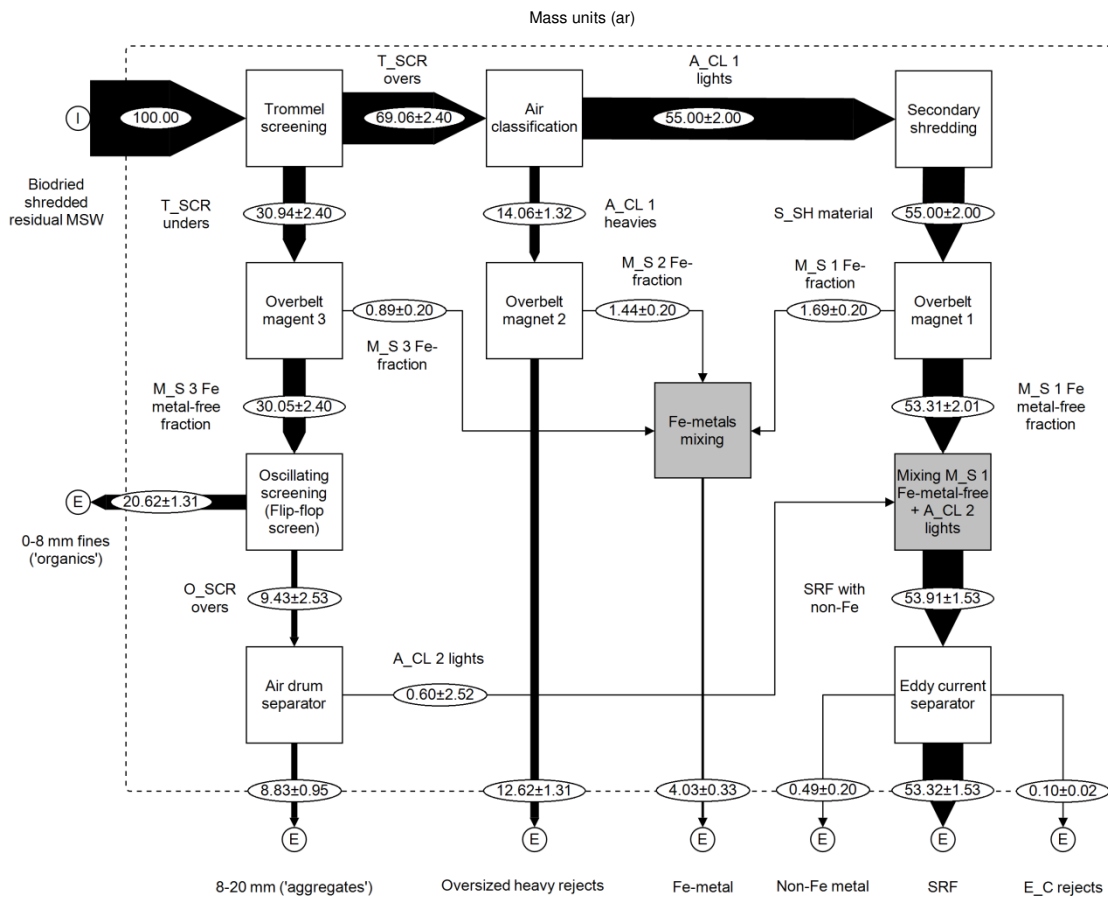 Mass units (ar)
T_SCR
overs
A_CL 1
lights
I
100.00
Trommel
screening
69.06±2.40
Air
classification
55.00±2.00
Secondary
shredding
Biodried
shredded
residual MSW
T_SCR
unders
30.94±2.40
14.06±1.32
A_CL 1
heavies
S_SH material
55.00±2.00
M_S 2 Fe-
fraction
M_S 1 Fe-
fraction
Overbelt
magent 3
0.89±0.20
Overbelt
magnet 2
1.44±0.20
1.69±0.20
Overbelt
magnet 1
M_S 3 Fe-
fraction
M_S 3 Fe
metal-free
fraction
30.05±2.40
Fe-metals
mixing
53.31±2.01
M_S 1 Fe
metal-free
fraction
E
20.62±1.31
Oscillating
screening
(Flip-flop
screen)
Mixing M_S 1
Fe-metal-free
+ A_CL 2
lights
0-8 mm fines
('organics')
O_SCR
overs
9.43±2.53
SRF with
non-Fe
53.91±1.53
A_CL 2 lights
Air drum
separator
0.60±2.52
Eddy current
separator
8.83±0.95
12.62±1.31
4.03±0.33
0.49±0.20
53.32±1.53
0.10±0.02
E
E
E
E
E
E
8-20 mm ('aggregates')
Oversized heavy rejects
Fe-metal
Non-Fe metal
SRF
E_C rejects